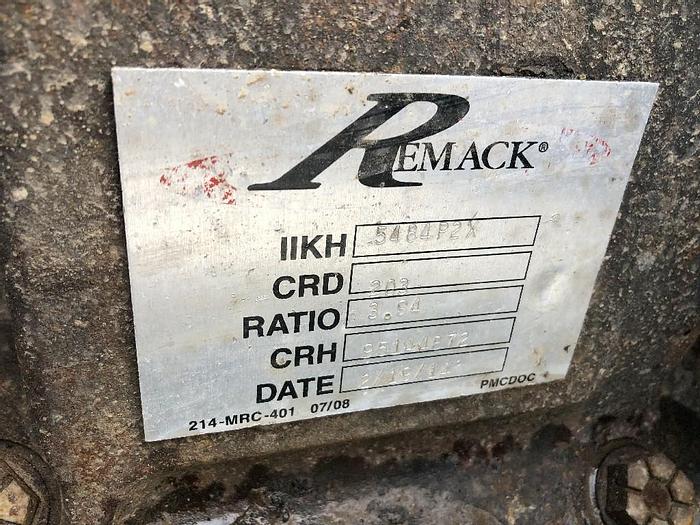 REMACK®
IIKH 5484P2X
CRD 203
RATIO 3.94
CRH
DATE
PMCDOC
214-MRC-401 07/08